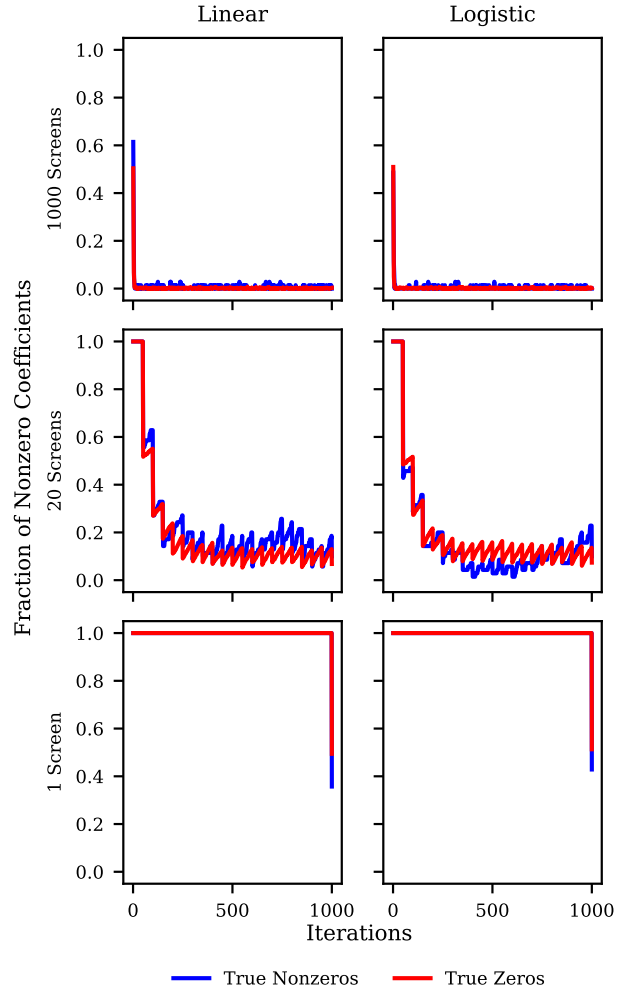 Linear
Logistic
Fraction of Nonzero Coefficients
1000 Screens
1.0
0.8
0.6
0.4
0.2
0.0
0
500
1000
0
500
1000
20 Screens
1.0
0.8
0.6
0.4
0.2
0.0
1 Screen
1.0
0.8
0.6
0.4
0.2
0.0
Iterations
True Nonzeros
True Zeros